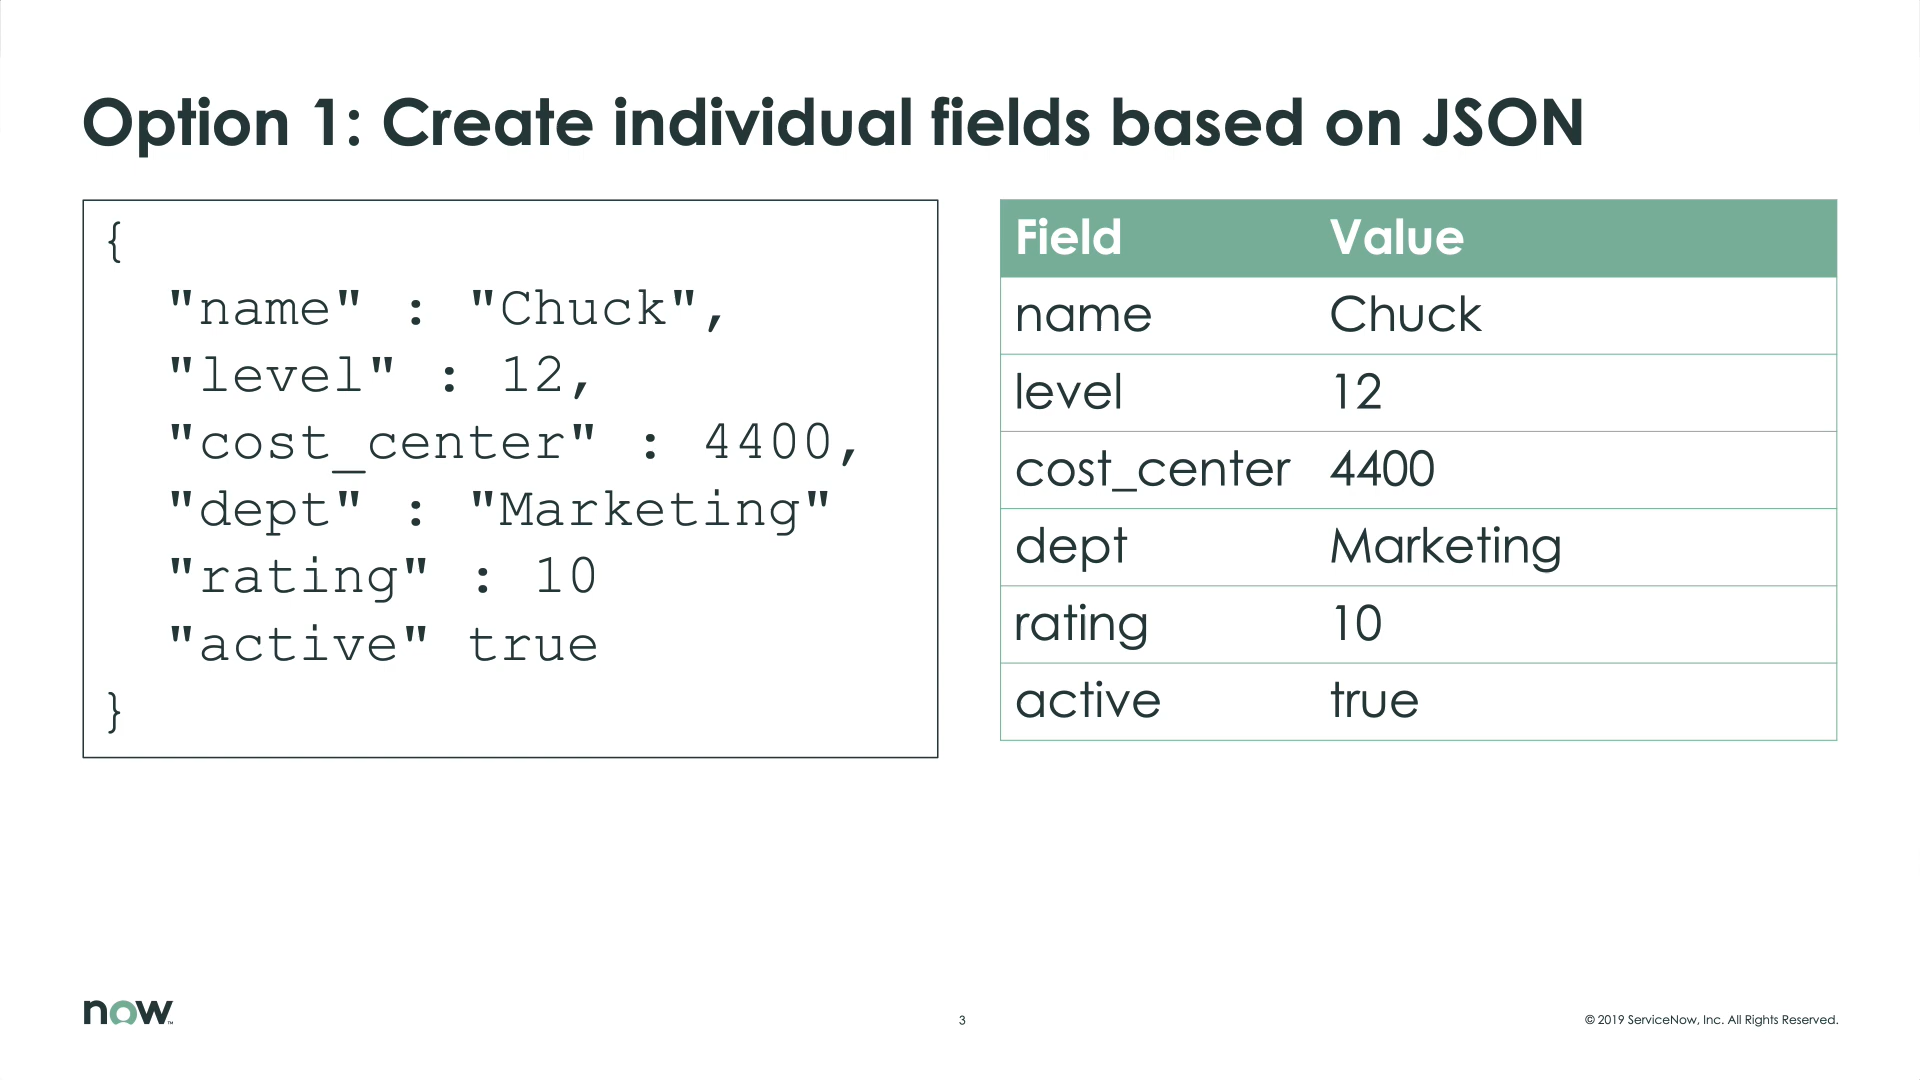 Option 1: Create individual fields based on JSON
{
"name" : "Chuck",
"level" : 12,
"cost_center" : 4400,
"dept" : "Marketing"
"rating" : 10
"active" true
}
Field Value
name Chuck
level 12
cost_center 4400
dept Marketing
rating 10
active true
now™
3
© 2019 ServiceNow, Inc. All Rights Reserved.